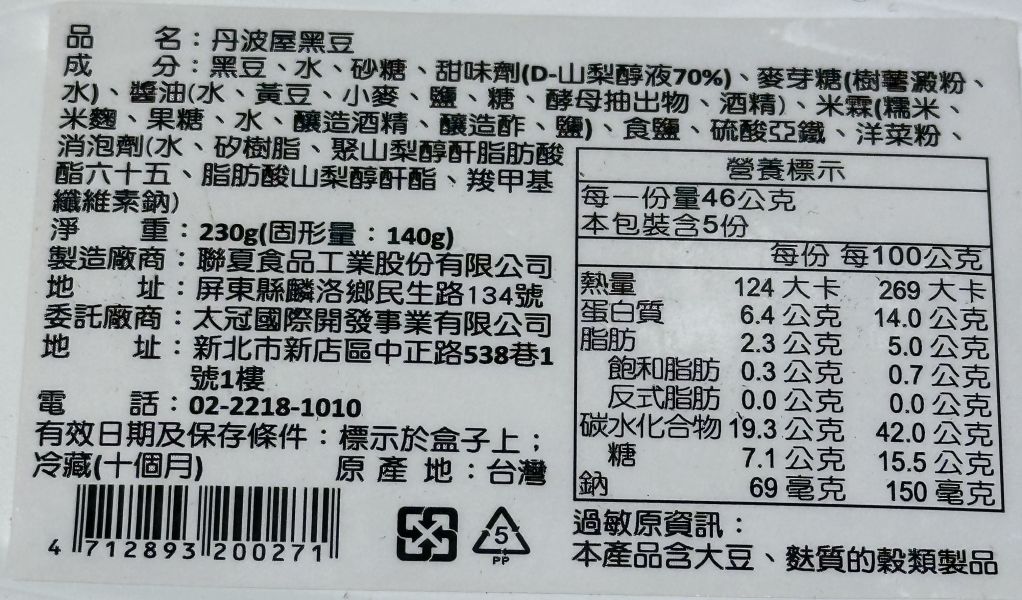 品　　名：丹波屋黑豆
成　　分：黑豆、水、砂糖、甜味劑(D-山梨醇液70%)、麥芽糖(樹薯澱粉、
水)、醬油(水、黃豆、小麥、鹽、糖、酵母抽出物、酒精)、米霖(糯米、
米麴、果糖、水、釀造酒精、釀造酢、鹽)、食鹽、硫酸亞鐵、洋菜粉、
消泡劑(水、矽樹脂、聚山梨醇酐脂肪酸
酯六十五、脂肪酸山梨醇酐酯、羧甲基
纖維素鈉)
淨　　重：230g(固形量：140g)
製造廠商：聯夏食品工業股份有限公司
地　　址：屏東縣麟洛鄉民生路134號
委託廠商：太冠國際開發事業有限公司
地　　址：新北市新店區中正路538巷1
號1樓
電　　話：02-2218-1010
有效日期及保存條件：標示於盒子上；
冷藏(十個月)　　原產地：台灣
4 712893 200271
5
PP
營養標示
每一份量46公克
本包裝含5份
每份 每100公克
熱量 124 大卡 269 大卡
蛋白質 6.4 公克 14.0 公克
脂肪 2.3 公克 5.0 公克
飽和脂肪 0.3 公克 0.7 公克
反式脂肪 0.0 公克 0.0 公克
碳水化合物 19.3 公克 42.0 公克
糖 7.1 公克 15.5 公克
鈉 69 毫克 150 毫克
過敏原資訊：
本產品含大豆、麩質的穀類製品